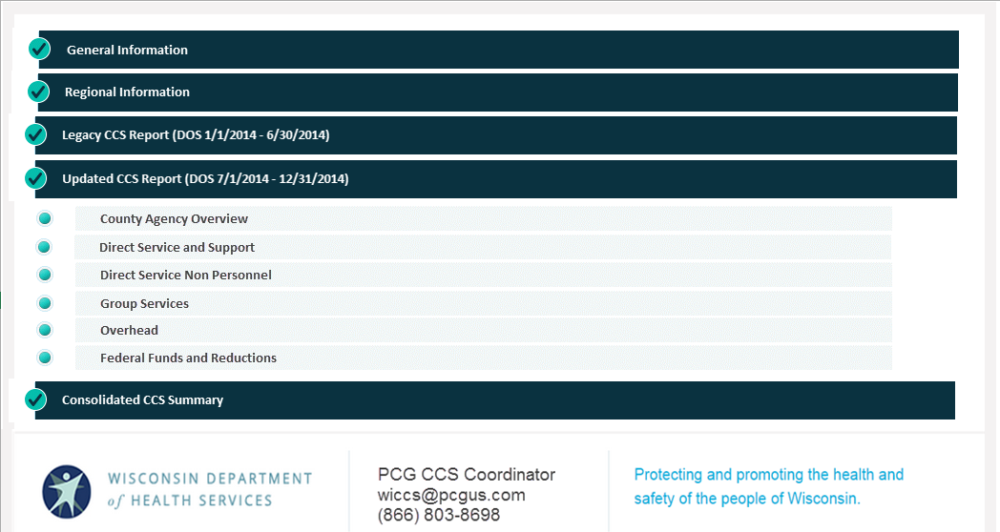 General Information
Regional Information
Legacy CCS Report (DOS 1/1/2014 - 6/30/2014)
Updated CCS Report (DOS 7/1/2014 - 12/31/2014)
County Agency Overview
Direct Service and Support
Direct Service Non Personnel
Group Services
Overhead
Federal Funds and Reductions
Consolidated CCS Summary
WISCONSIN DEPARTMENT
of HEALTH SERVICES
PCG CCS Coordinator
wiccs@pcgus.com
(866) 803-8698
Protecting and promoting the health and
safety of the people of Wisconsin.